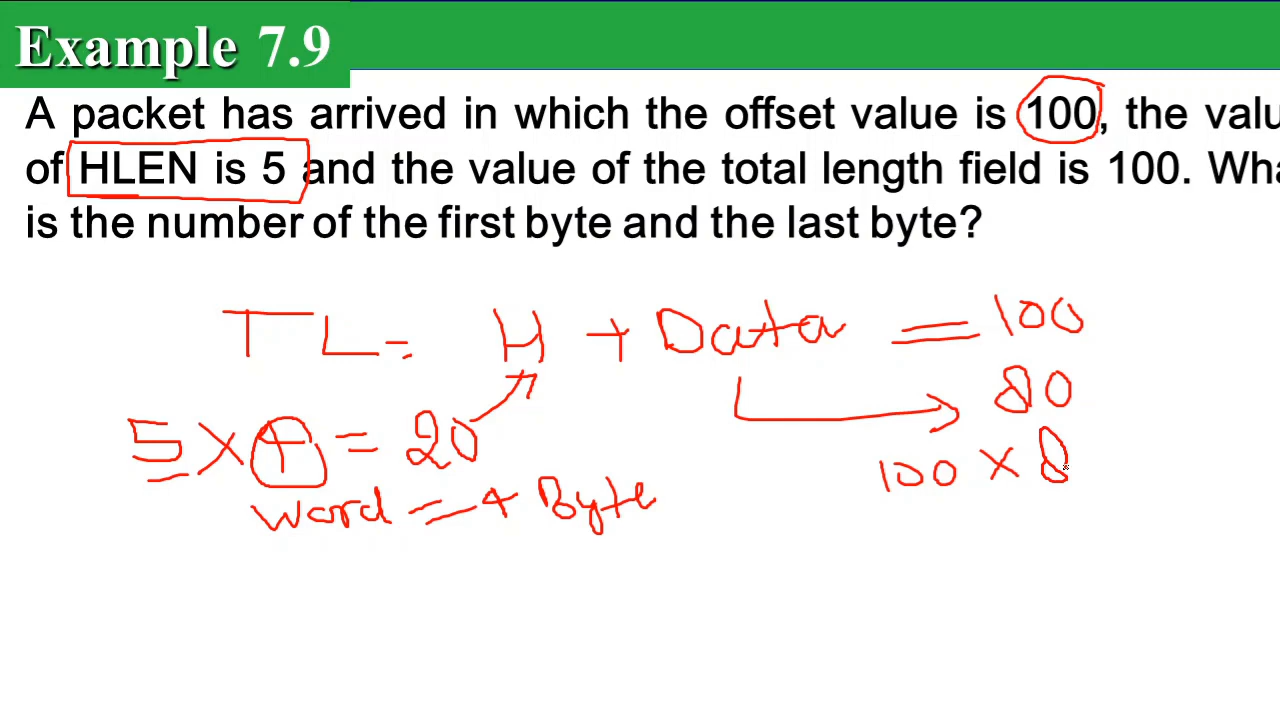 Example 7.9
A packet has arrived in which the offset value is 100, the valu
of HLEN is 5 and the value of the total length field is 100. Wha
is the number of the first byte and the last byte?
TL = H + Data = 100
80
5 × 4 = 20
100 × 8
Word = 4 Byte